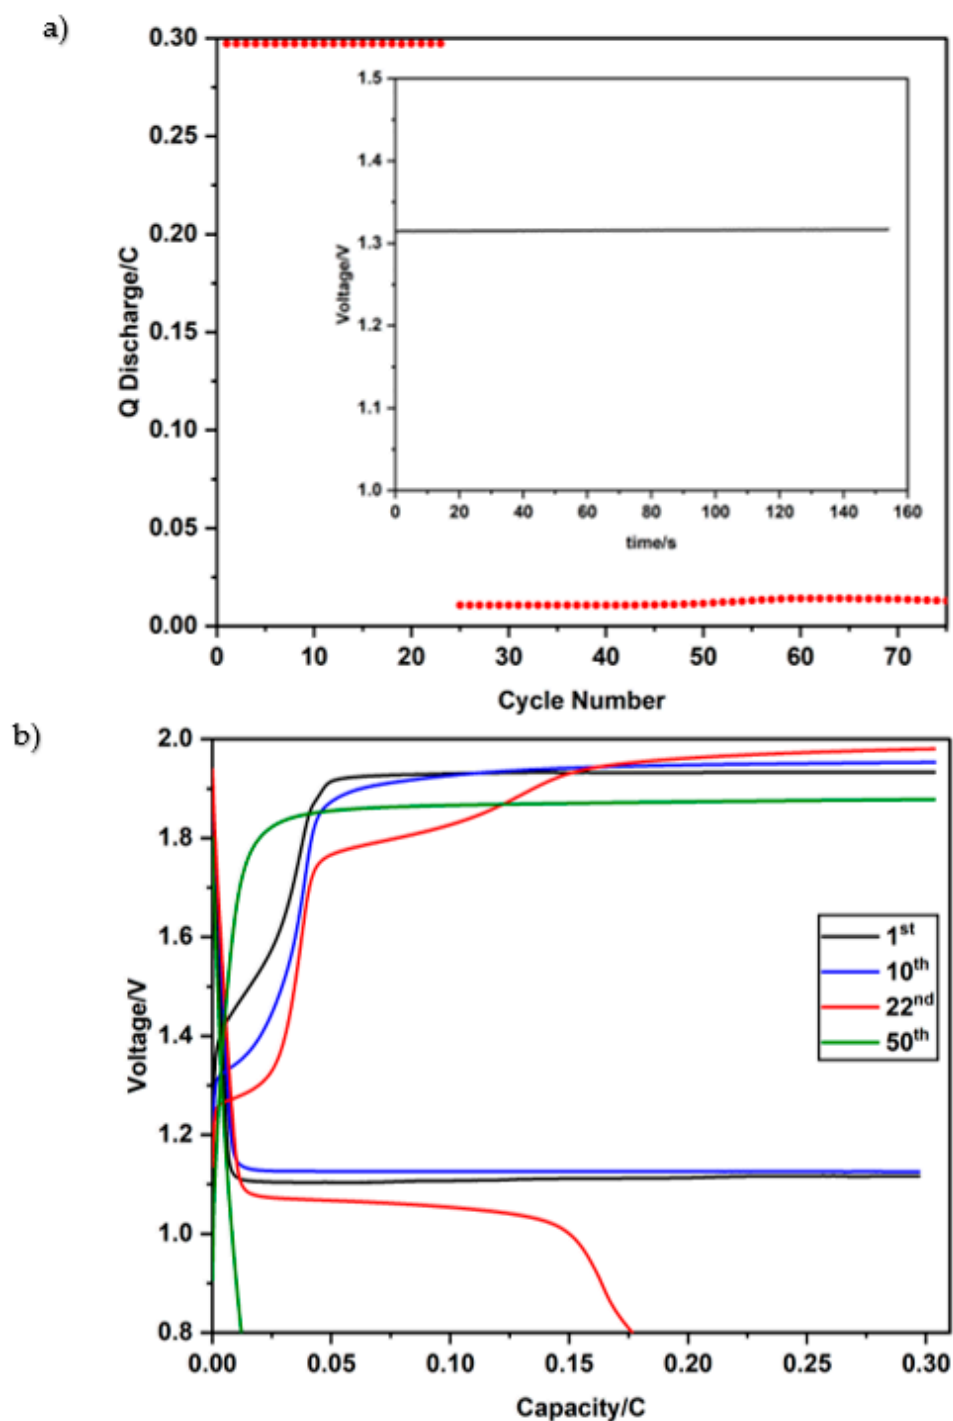 a)
0.30
0.25
0.20
0.15
0.10
0.05
0.00
Q Discharge/C
0 10 20 30 40 50 60 70
Cycle Number
1.5
1.4
1.3
1.2
1.1
1.0
Voltage/V
0 20 40 60 80 100 120 140 160
time/s
b)
2.0
1.8
1.6
1.4
1.2
1.0
0.8
Voltage/V
1st
10th
22nd
50th
0.00 0.05 0.10 0.15 0.20 0.25 0.30
Capacity/C